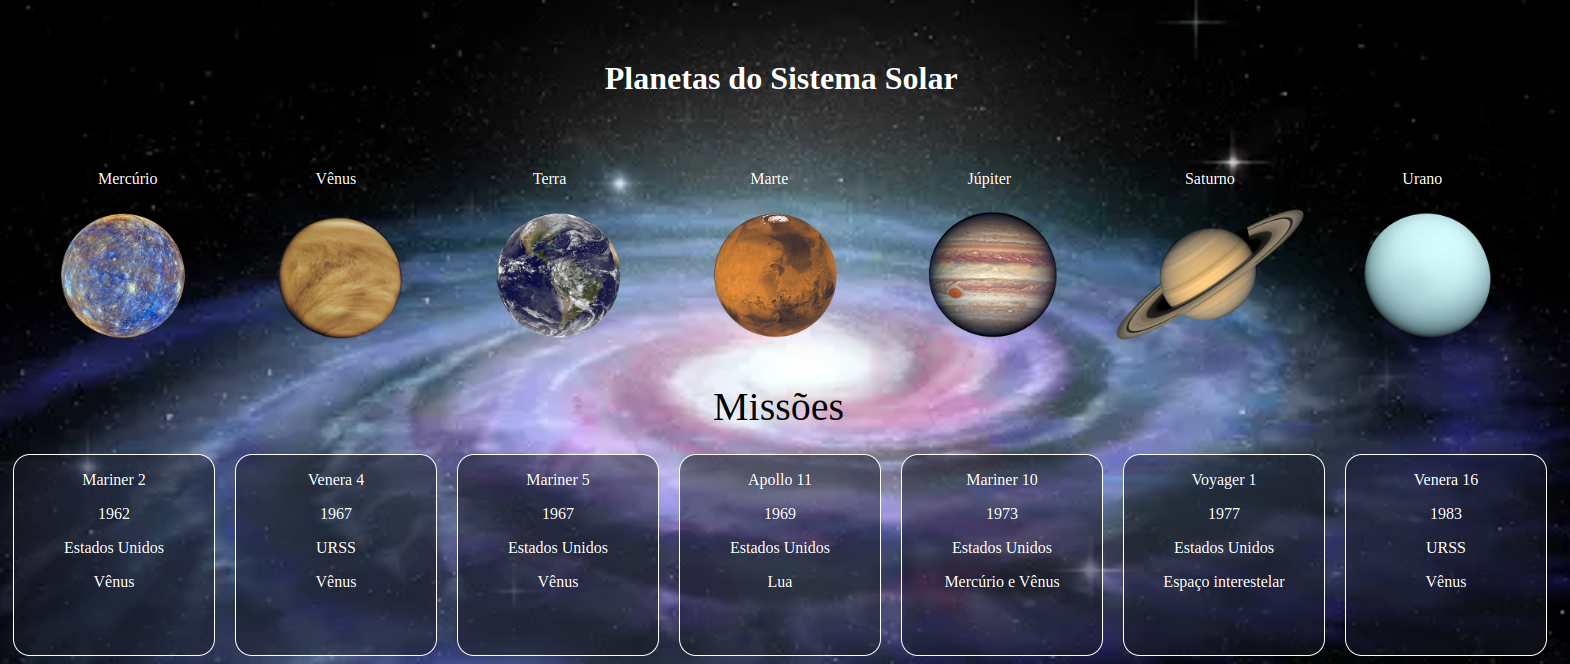 Planetas do Sistema Solar
Mercúrio Vênus Terra Marte Júpiter Saturno Urano
Missões
Mariner 2
1962
Estados Unidos
Vênus
Venera 4
1967
URSS
Vênus
Mariner 5
1967
Estados Unidos
Vênus
Apollo 11
1969
Estados Unidos
Lua
Mariner 10
1973
Estados Unidos
Mercúrio e Vênus
Voyager 1
1977
Estados Unidos
Espaço interestelar
Venera 16
1983
URSS
Vênus